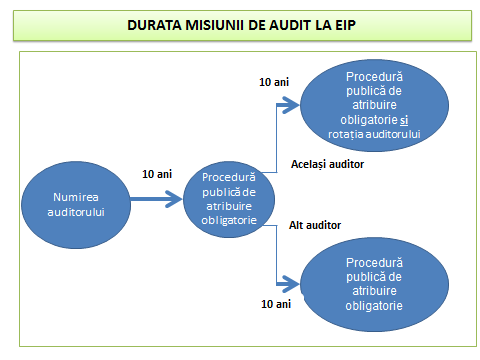 DURATA MISIUNII DE AUDIT LA EIP
Numirea
auditorului
10 ani
Procedură
publică de
atribuire
obligatorie
10 ani
Procedură
publică de
atribuire
obligatorie și
rotația auditorului
Același auditor
Alt auditor
10 ani
Procedură
publică de
atribuire
obligatorie